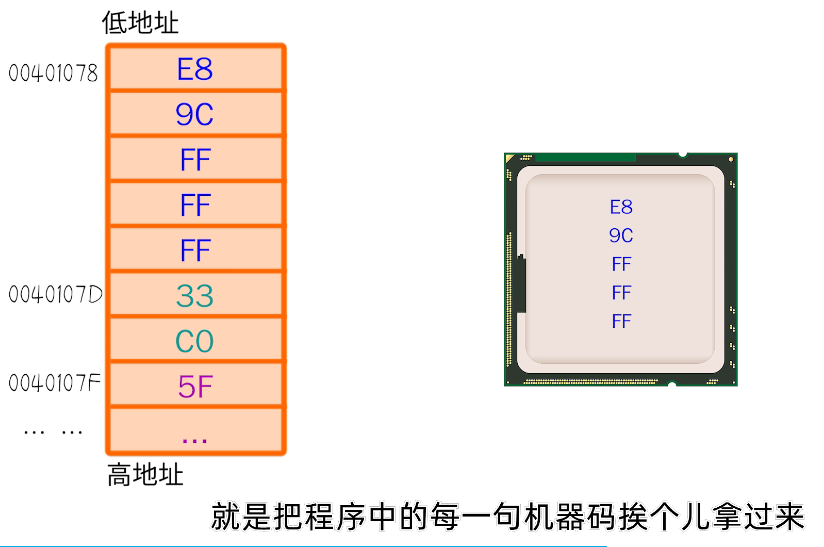 低地址
00401078 E8
9C
FF
FF
FF
0040107D 33
C0
0040107F 5F
... ... ...
高地址
E8
9C
FF
FF
FF
就是把程序中的每一句机器码挨个儿拿过来